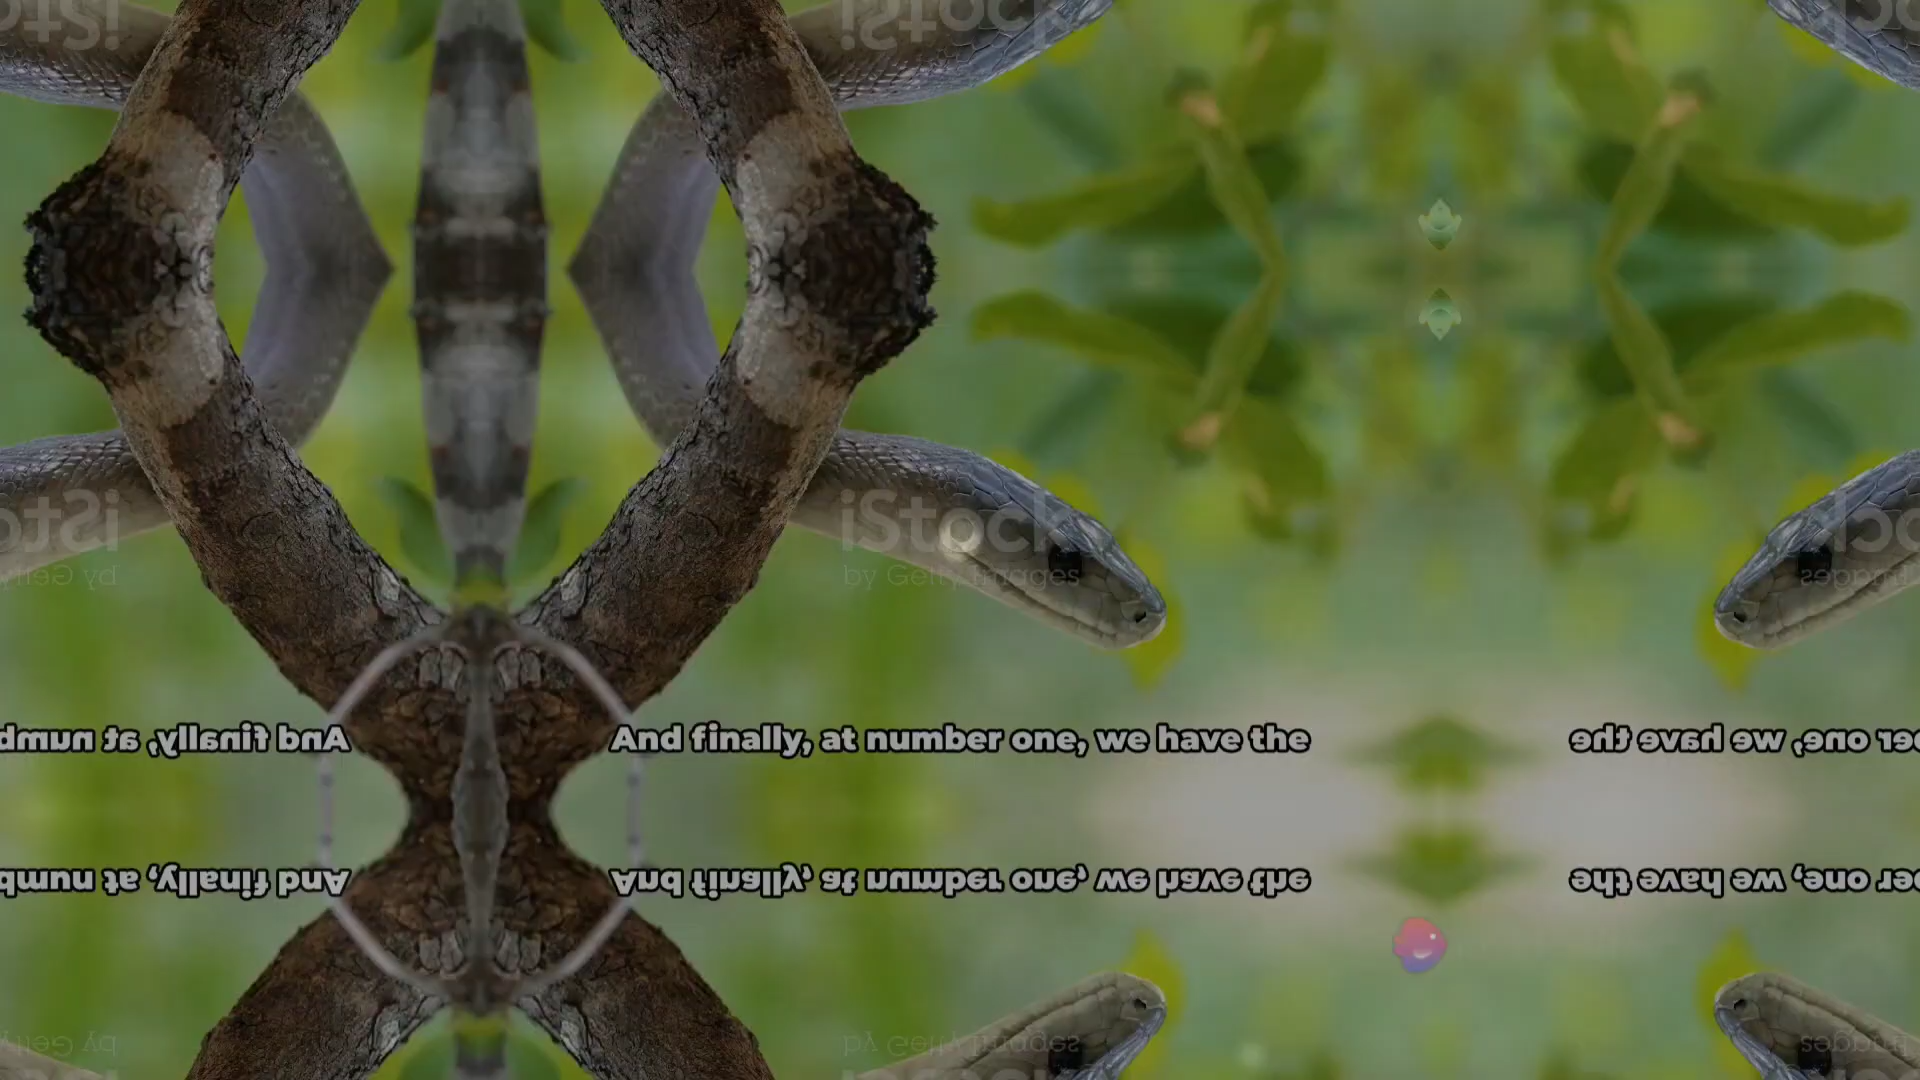 iStock
by Getty Images
And finally, at number one, we have the